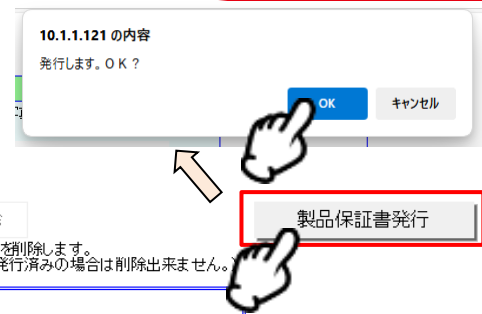 10.1.1.121 の内容
発行します。ＯＫ？
OK
キャンセル
製品保証書発行
を削除します。
発行済みの場合は削除出来ません。）